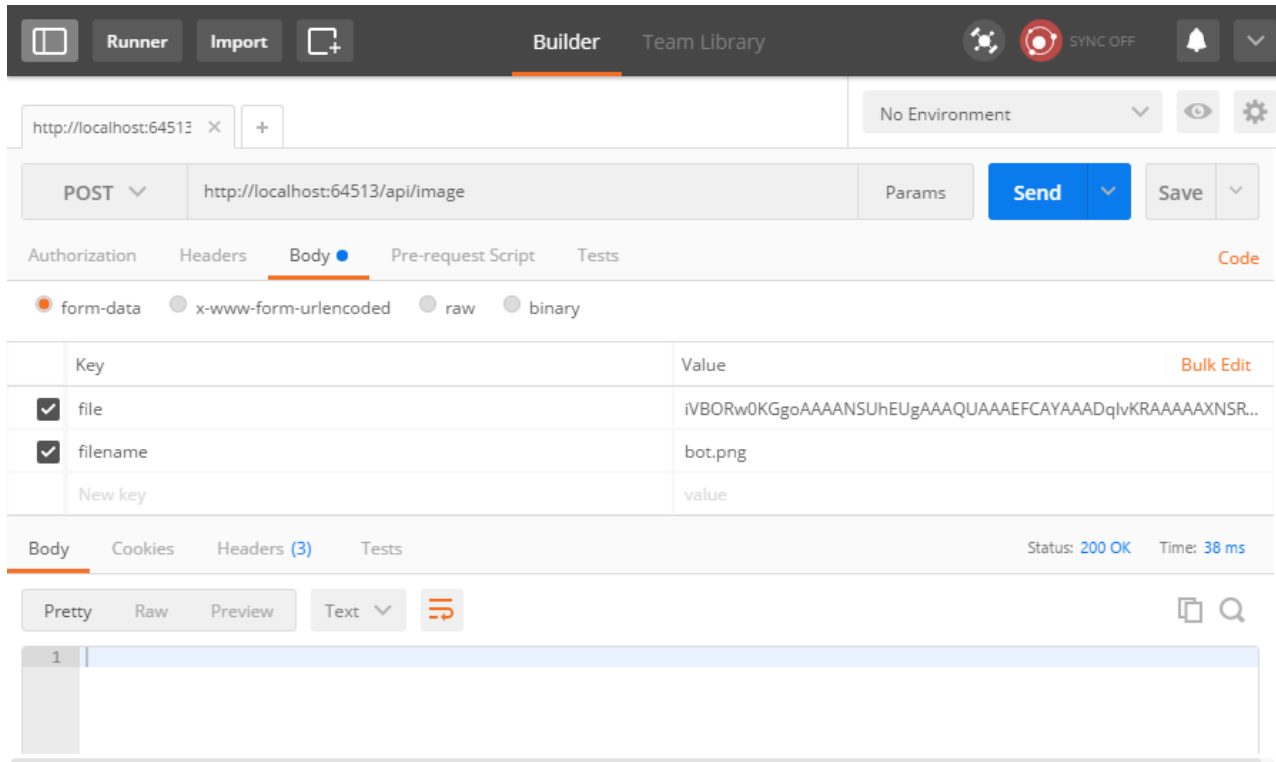 Runner Import Builder Team Library SYNC OFF
http://localhost:64513 No Environment
POST http://localhost:64513/api/image Params Send Save
Authorization Headers Body Pre-request Script Tests Code
form-data x-www-form-urlencoded raw binary
Key Value Bulk Edit
file iVBORw0KGgoAAAANSUhEUgAAAQUAAAEFCAYAAADqlvKRAAAAAXNSR...
filename bot.png
New key value
Body Cookies Headers (3) Tests Status: 200 OK Time: 38 ms
Pretty Raw Preview Text
1